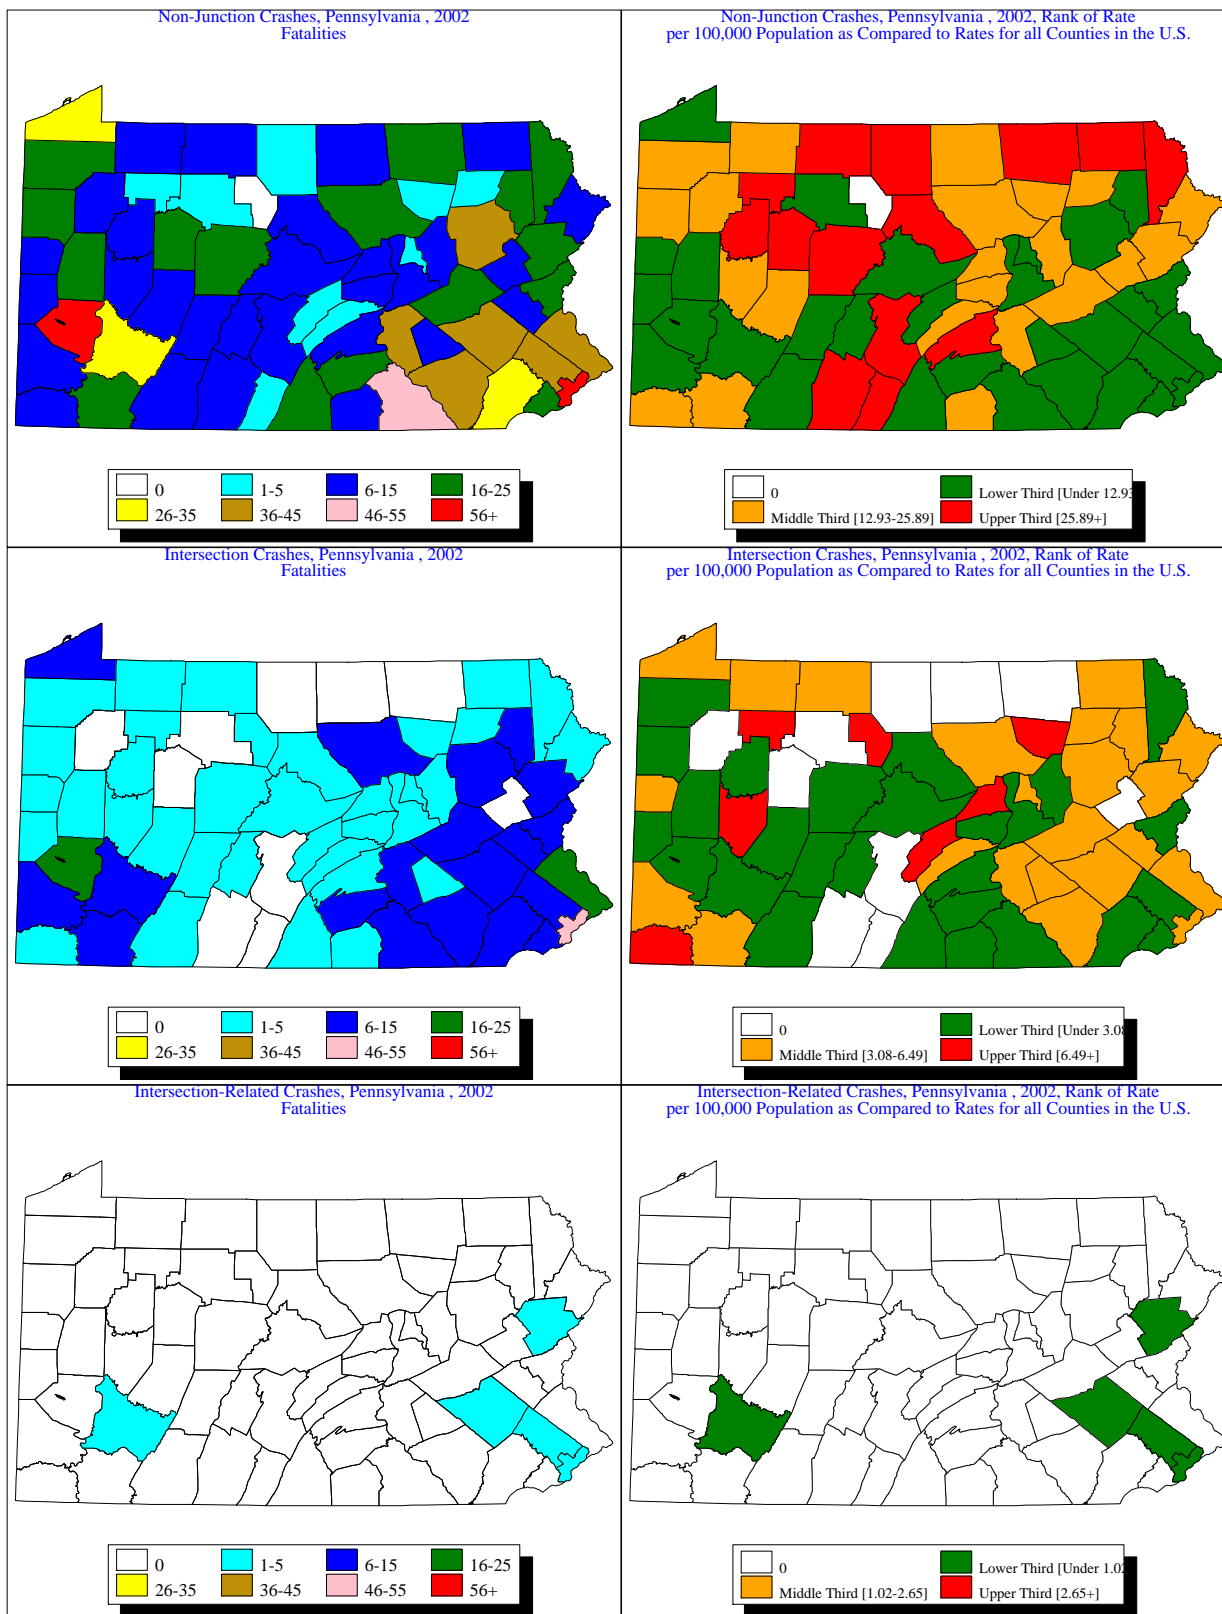 Non-Junction Crashes, Pennsylvania , 2002
Fatalities
0
1-5
6-15
16-25
26-35
36-45
46-55
56+
Non-Junction Crashes, Pennsylvania , 2002, Rank of Rate
per 100,000 Population as Compared to Rates for all Counties in the U.S.
0
Lower Third [Under 12.93
Middle Third [12.93-25.89]
Upper Third [25.89+]
Intersection Crashes, Pennsylvania , 2002
Fatalities
0
1-5
6-15
16-25
26-35
36-45
46-55
56+
Intersection Crashes, Pennsylvania , 2002, Rank of Rate
per 100,000 Population as Compared to Rates for all Counties in the U.S.
0
Lower Third [Under 3.08
Middle Third [3.08-6.49]
Upper Third [6.49+]
Intersection-Related Crashes, Pennsylvania , 2002
Fatalities
0
1-5
6-15
16-25
26-35
36-45
46-55
56+
Intersection-Related Crashes, Pennsylvania , 2002, Rank of Rate
per 100,000 Population as Compared to Rates for all Counties in the U.S.
0
Lower Third [Under 1.02
Middle Third [1.02-2.65]
Upper Third [2.65+]